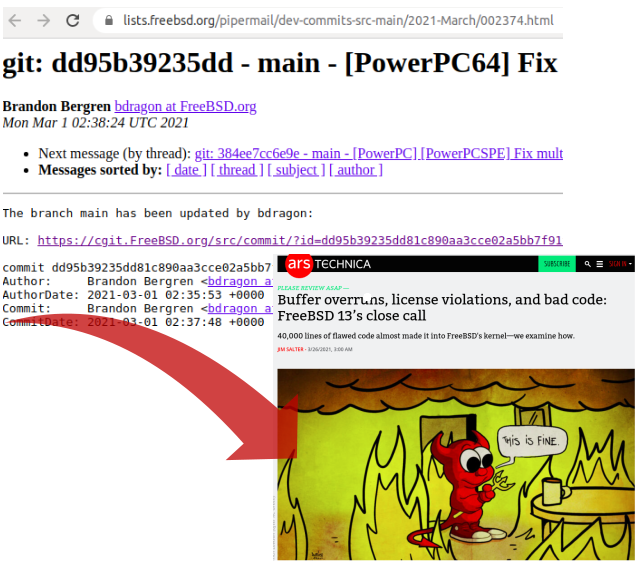 lists.freebsd.org/pipermail/dev-commits-src-main/2021-March/002374.html
git: dd95b39235dd - main - [PowerPC64] Fix
Brandon Bergren bdragon at FreeBSD.org
Mon Mar 1 02:38:24 UTC 2021
• Next message (by thread): git: 384ee7cc6e9e - main - [PowerPC] [PowerPCSPE] Fix mult
• Messages sorted by: [ date ] [ thread ] [ subject ] [ author ]
The branch main has been updated by bdragon:
URL: https://cgit.FreeBSD.org/src/commit/?id=dd95b39235dd81c890aa3cce02a5bb7f91
commit dd95b39235dd81c890aa3cce02a5bb7
Author: Brandon Bergren <bdragon a
AuthorDate: 2021-03-01 02:35:53 +0000
Commit: Brandon Bergren <bdragon a
CommitDate: 2021-03-01 02:37:48 +0000
ars TECHNICA
SUBSCRIBE
SIGN IN
PLEASE REVIEW ASAP —
Buffer overruns, license violations, and bad code:
FreeBSD 13's close call
40,000 lines of flawed code almost made it into FreeBSD's kernel—we examine how.
JIM SALTER - 3/26/2021, 3:00 AM
THIS IS FINE.